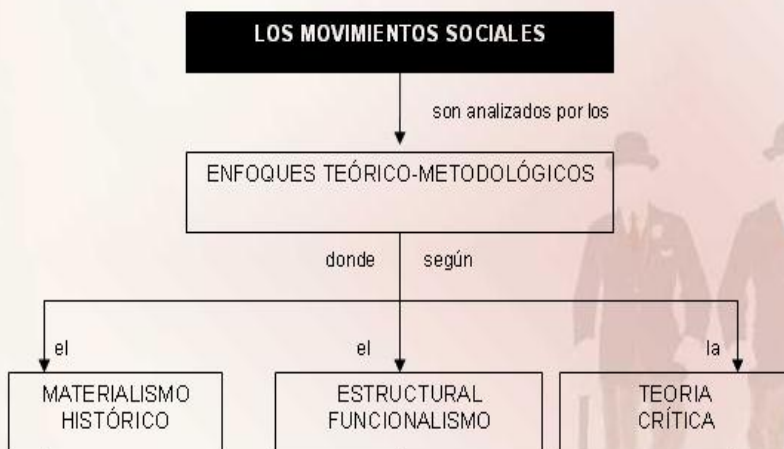 LOS MOVIMIENTOS SOCIALES
son analizados por los
ENFOQUES TEÓRICO-METODOLÓGICOS
donde según
el el la
MATERIALISMO
HISTÓRICO
ESTRUCTURAL
FUNCIONALISMO
TEORIA
CRÍTICA